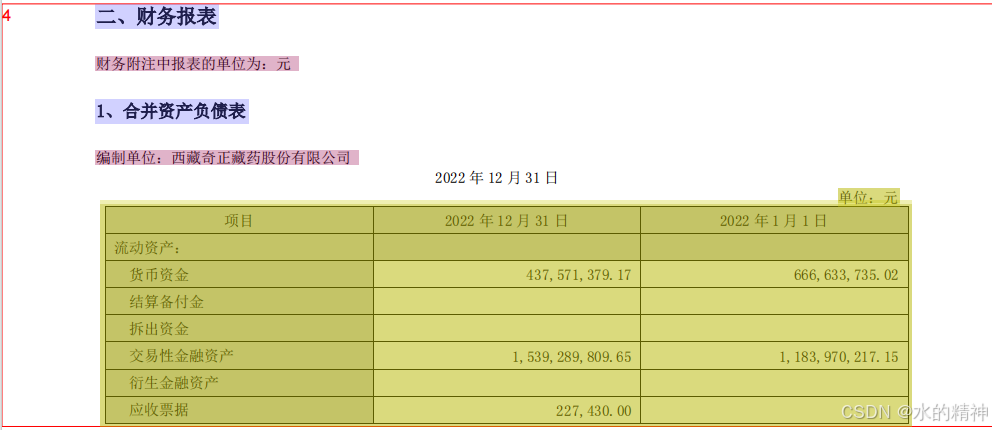 4
二、财务报表
财务附注中报表的单位为：元
1、合并资产负债表
编制单位：西藏奇正藏药股份有限公司
2022 年 12 月 31 日
单位：元
项目 2022 年 12 月 31 日 2022 年 1 月 1 日
流动资产：
货币资金 437,571,379.17 666,633,735.02
结算备付金
拆出资金
交易性金融资产 1,539,289,809.65 1,183,970,217.15
衍生金融资产
应收票据 227,430.00
CSDN @水的精神